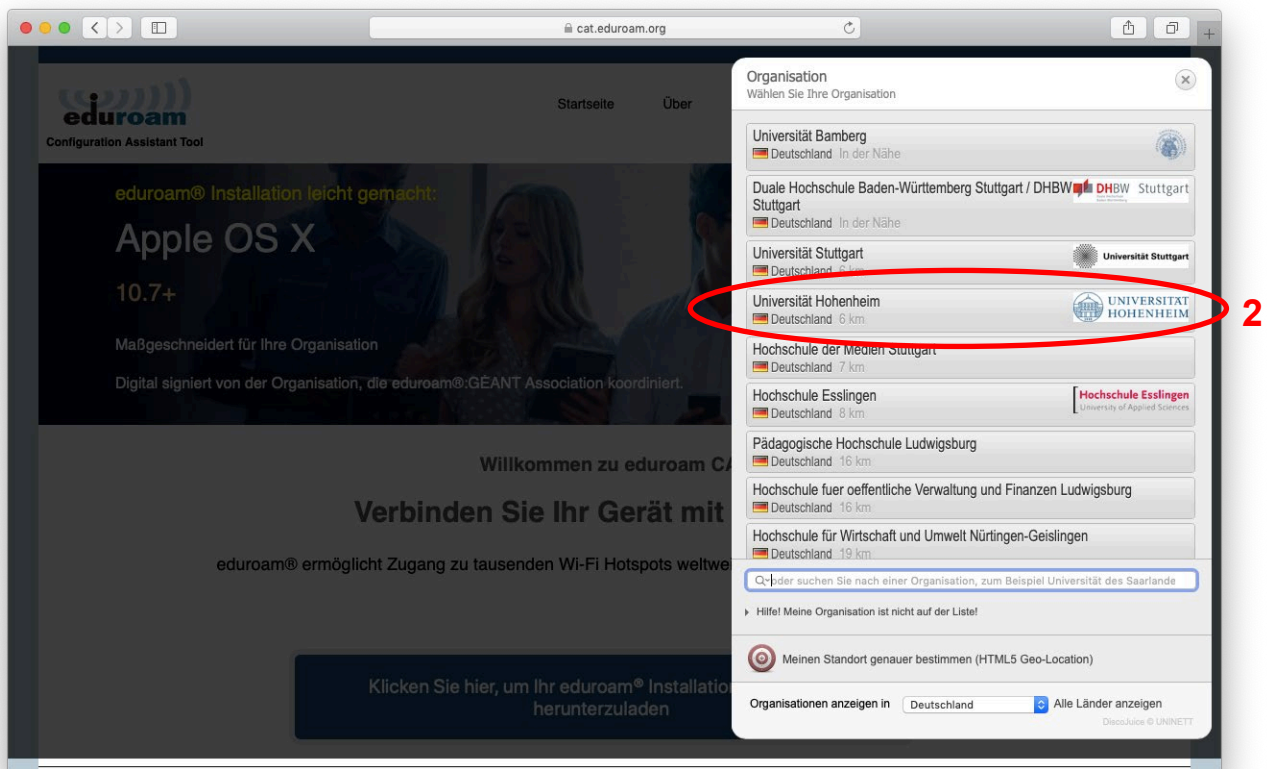 cat.eduroam.org
eduroam
Configuration Assistant Tool
Startseite Über
eduroam® Installation leicht gemacht:
Apple OS X
10.7+
Maßgeschneidert für Ihre Organisation
Digital signiert von der Organisation, die eduroam®:GÉANT Association koordiniert.
Willkommen zu eduroam CA
Verbinden Sie Ihr Gerät mit
eduroam® ermöglicht Zugang zu tausenden Wi-Fi Hotspots weltwei
Klicken Sie hier, um Ihr eduroam® Installatio
herunterzuladen
Organisation
Wählen Sie Ihre Organisation
Universität Bamberg
Deutschland In der Nähe
Duale Hochschule Baden-Württemberg Stuttgart / DHBW
Stuttgart
Deutschland In der Nähe
DHBW Stuttgart
Universität Stuttgart
Deutschland 6 km
Universität Stuttgart
Universität Hohenheim
Deutschland 6 km
UNIVERSITÄT
HOHENHEIM
2
Hochschule der Medien Stuttgart
Deutschland 7 km
Hochschule Esslingen
Deutschland 8 km
Hochschule Esslingen
University of Applied Sciences
Pädagogische Hochschule Ludwigsburg
Deutschland 16 km
Hochschule fuer oeffentliche Verwaltung und Finanzen Ludwigsburg
Deutschland 16 km
Hochschule für Wirtschaft und Umwelt Nürtingen-Geislingen
Deutschland 19 km
oder suchen Sie nach einer Organisation, zum Beispiel Universität des Saarlande
Hilfe! Meine Organisation ist nicht auf der Liste!
Meinen Standort genauer bestimmen (HTML5 Geo-Location)
Organisationen anzeigen in Deutschland Alle Länder anzeigen
DiscoJuice © UNINETT